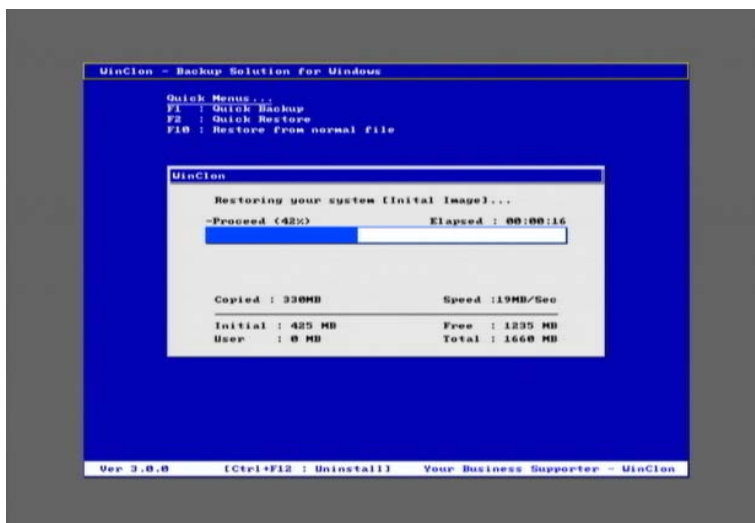 WinClon - Backup Solution for Windows
Quick Menus...
F1 : Quick Backup
F2 : Quick Restore
F10 : Restore from normal file
WinClon
Restoring your system [Inital Image]...
-Proceed (42%) Elapsed : 00:00:16
Copied : 330MB Speed :19MB/Sec
Initial : 425 MB Free : 1235 MB
User : 0 MB Total : 1660 MB
Ver 3.0.0 [Ctrl+F12 : Uninstall] Your Business Supporter - WinClon